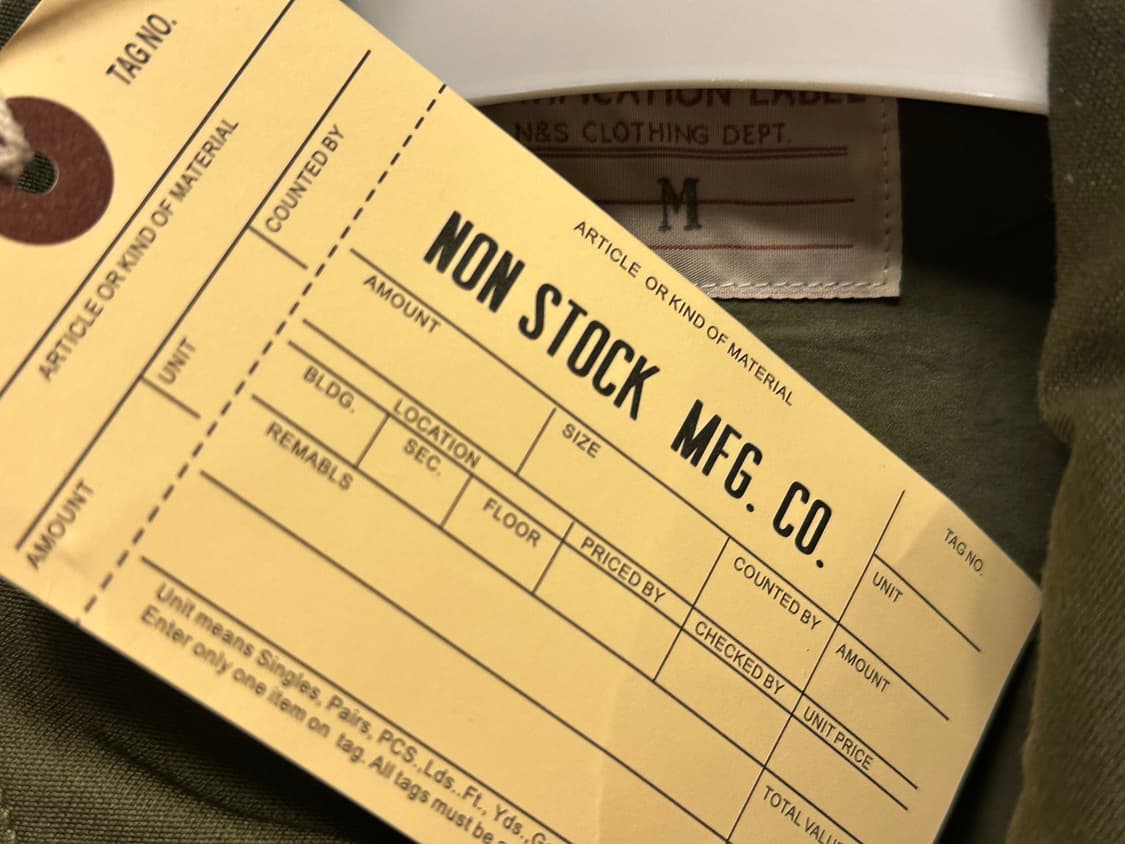 TAG NO.
ARTICLE OR KIND OF MATERIAL
COUNTED BY
UNIT
AMOUNT
N&S CLOTHING DEPT.
M
ARTICLE OR KIND OF MATERIAL
NON STOCK MFG. CO.
TAG NO.
AMOUNT
SIZE
COUNTED BY
UNIT
BLDG.
LOCATION
SEC.
FLOOR
PRICED BY
CHECKED BY
AMOUNT
UNIT PRICE
REMABLS
TOTAL
Unit means Singles, Pairs, PCS.,Lds..Ft., Yds.,
Enter only one item on tag. All tags must be